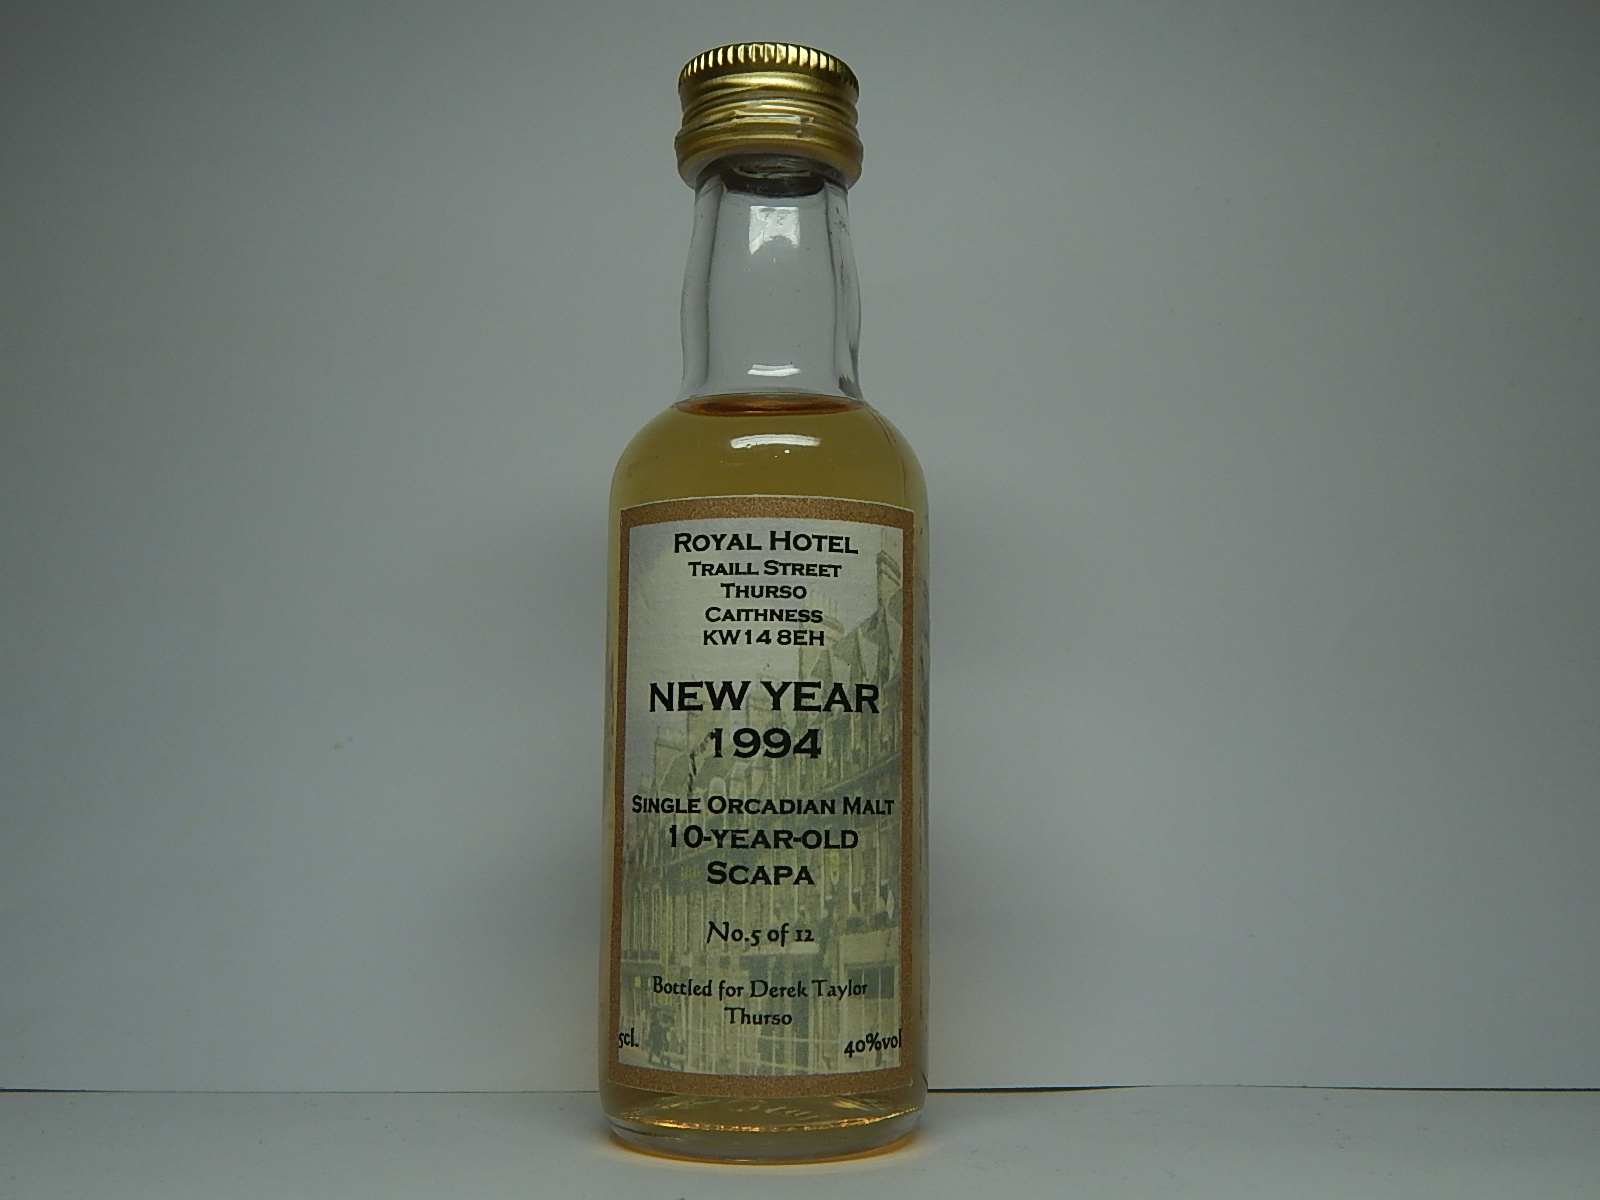 ROYAL HOTEL
TRAILL STREET
THURSO
CAITHNESS
KW14 8EH
NEW YEAR
1994
SINGLE ORCADIAN MALT
10-YEAR-OLD
SCAPA
No.5 of 12
Bottled for Derek Taylor
Thurso
5cl. 40%vol